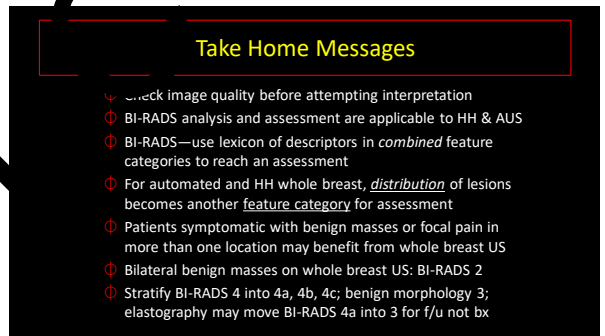 Take Home Messages
Check image quality before attempting interpretation
BI-RADS analysis and assessment are applicable to HH & AUS
BI-RADS—use lexicon of descriptors in combined feature
categories to reach an assessment
For automated and HH whole breast, distribution of lesions
becomes another feature category for assessment
Patients symptomatic with benign masses or focal pain in
more than one location may benefit from whole breast US
Bilateral benign masses on whole breast US: BI-RADS 2
Stratify BI-RADS 4 into 4a, 4b, 4c; benign morphology 3;
elastography may move BI-RADS 4a into 3 for f/u not bx